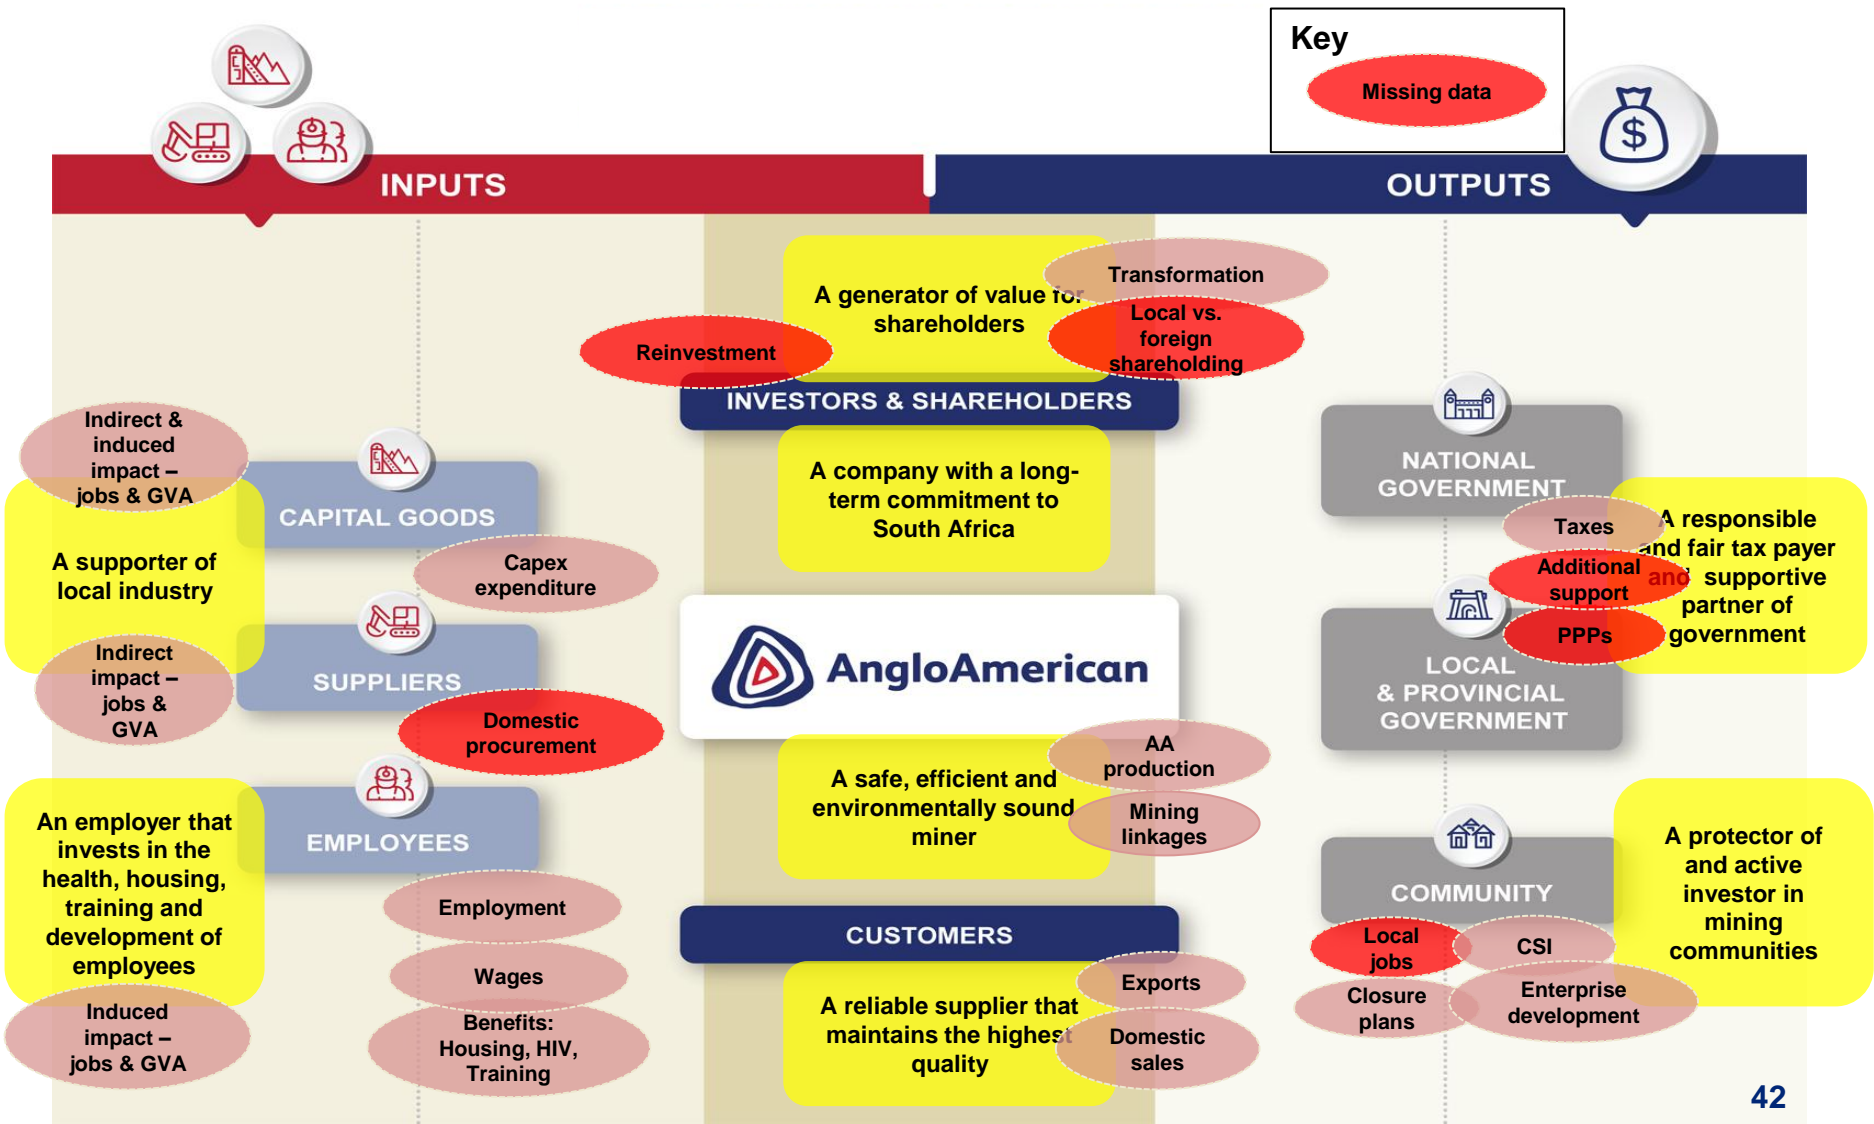 Key
Missing data
INPUTS
OUTPUTS
A generator of value for
shareholders
Transformation
Local vs.
foreign
shareholding
Reinvestment
INVESTORS & SHAREHOLDERS
A company with a long-
term commitment to
South Africa
Indirect &
induced
impact –
jobs & GVA
CAPITAL GOODS
A supporter of
local industry
Capex
expenditure
Indirect
impact –
jobs &
GVA
SUPPLIERS
Domestic
procurement
AngloAmerican
NATIONAL
GOVERNMENT
Taxes
Additional
support
PPPs
A responsible
and fair tax payer
and supportive
partner of
government
LOCAL
& PROVINCIAL
GOVERNMENT
An employer that
invests in the
health, housing,
training and
development of
employees
EMPLOYEES
Employment
Wages
Benefits:
Housing, HIV,
Training
Induced
impact –
jobs & GVA
A safe, efficient and
environmentally sound
miner
AA
production
Mining
linkages
CUSTOMERS
A reliable supplier that
maintains the highest
quality
Exports
Domestic
sales
COMMUNITY
Local
jobs
CSI
Closure
plans
Enterprise
development
A protector of
and active
investor in
mining
communities
42